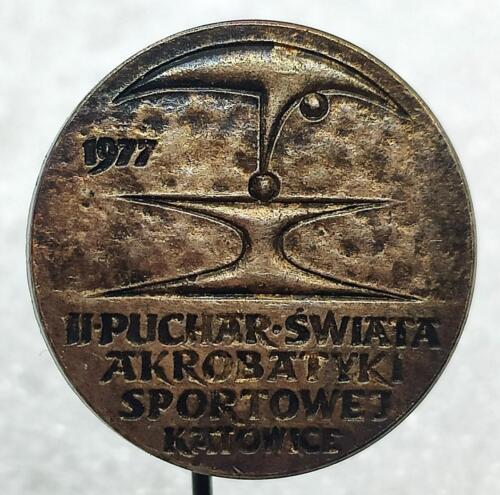 1977
II·PUCHAR·ŚWIATA
AKROBATYKI
SPORTOWEJ
KATOWICE